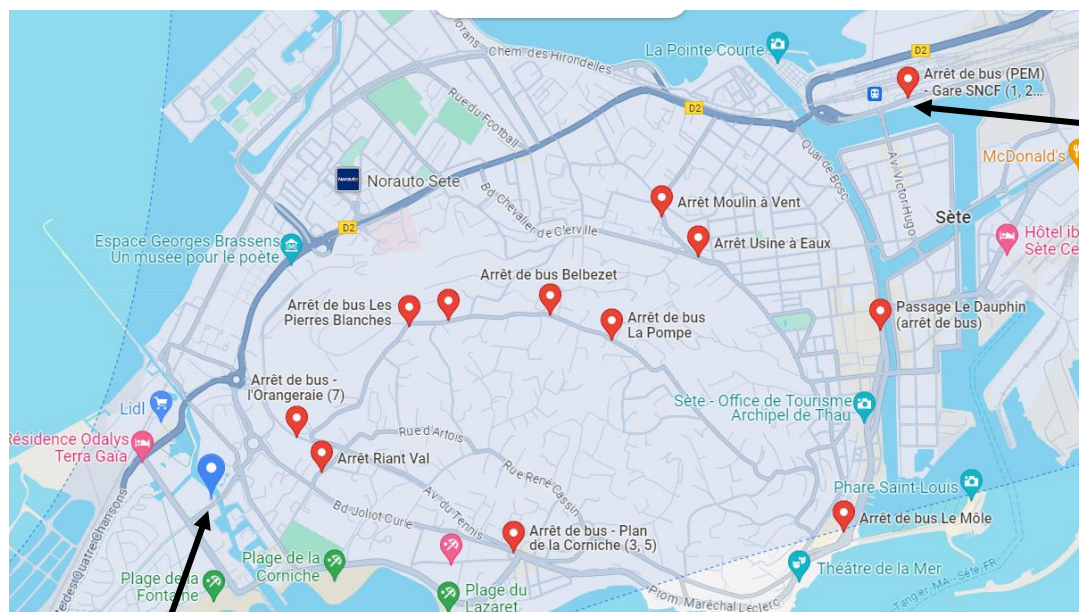 Chem. des Hirondelles
La Pointe Courte
D2
Arrêt de bus (PEM)
- Gare SNCF (1, 2...
Rue du Football
D2
McDonald's
Quai de Bosc
Av. Victor Hugo
Norauto
Norauto Sete
Bd Chevalier de Clerville
Arrêt Moulin à Vent
Sète
D2
Espace Georges Brassens
Un musée pour le poète
Arrêt Usine à Eaux
Hôtel ib
Sète Ce
Arrêt de bus Belbezet
Arrêt de bus Les
Pierres Blanches
Arrêt de bus
La Pompe
Passage Le Dauphin
(arrêt de bus)
Arrêt de bus -
l'Orangeraie (7)
Lidl
Sète - Office de Tourisme
Archipel de Thau
Résidence Odalys
Terra Gaïa
Rue d'Artois
Arrêt Riant Val
Rue René Cassin
Phare Saint-Louis
Bd Joliot Curie
Av. du Tennis
Arrêt de bus - Plan
de la Corniche (3, 5)
Arrêt de bus Le Môle
Plage de la
Corniche
Théâtre de la Mer
Plage de la
Fontaine
Plage du
Lazaret
Prom. Maréchal Leclerc
Tanger, MA - Sète, FR